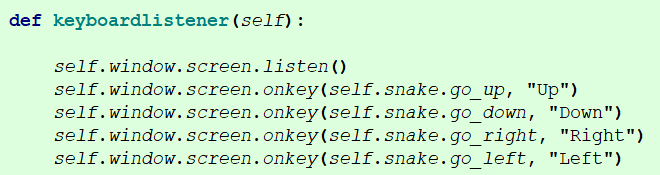 def keyboardlistener(self):
self.window.screen.listen()
self.window.screen.onkey(self.snake.go_up, "Up")
self.window.screen.onkey(self.snake.go_down, "Down")
self.window.screen.onkey(self.snake.go_right, "Right")
self.window.screen.onkey(self.snake.go_left, "Left")